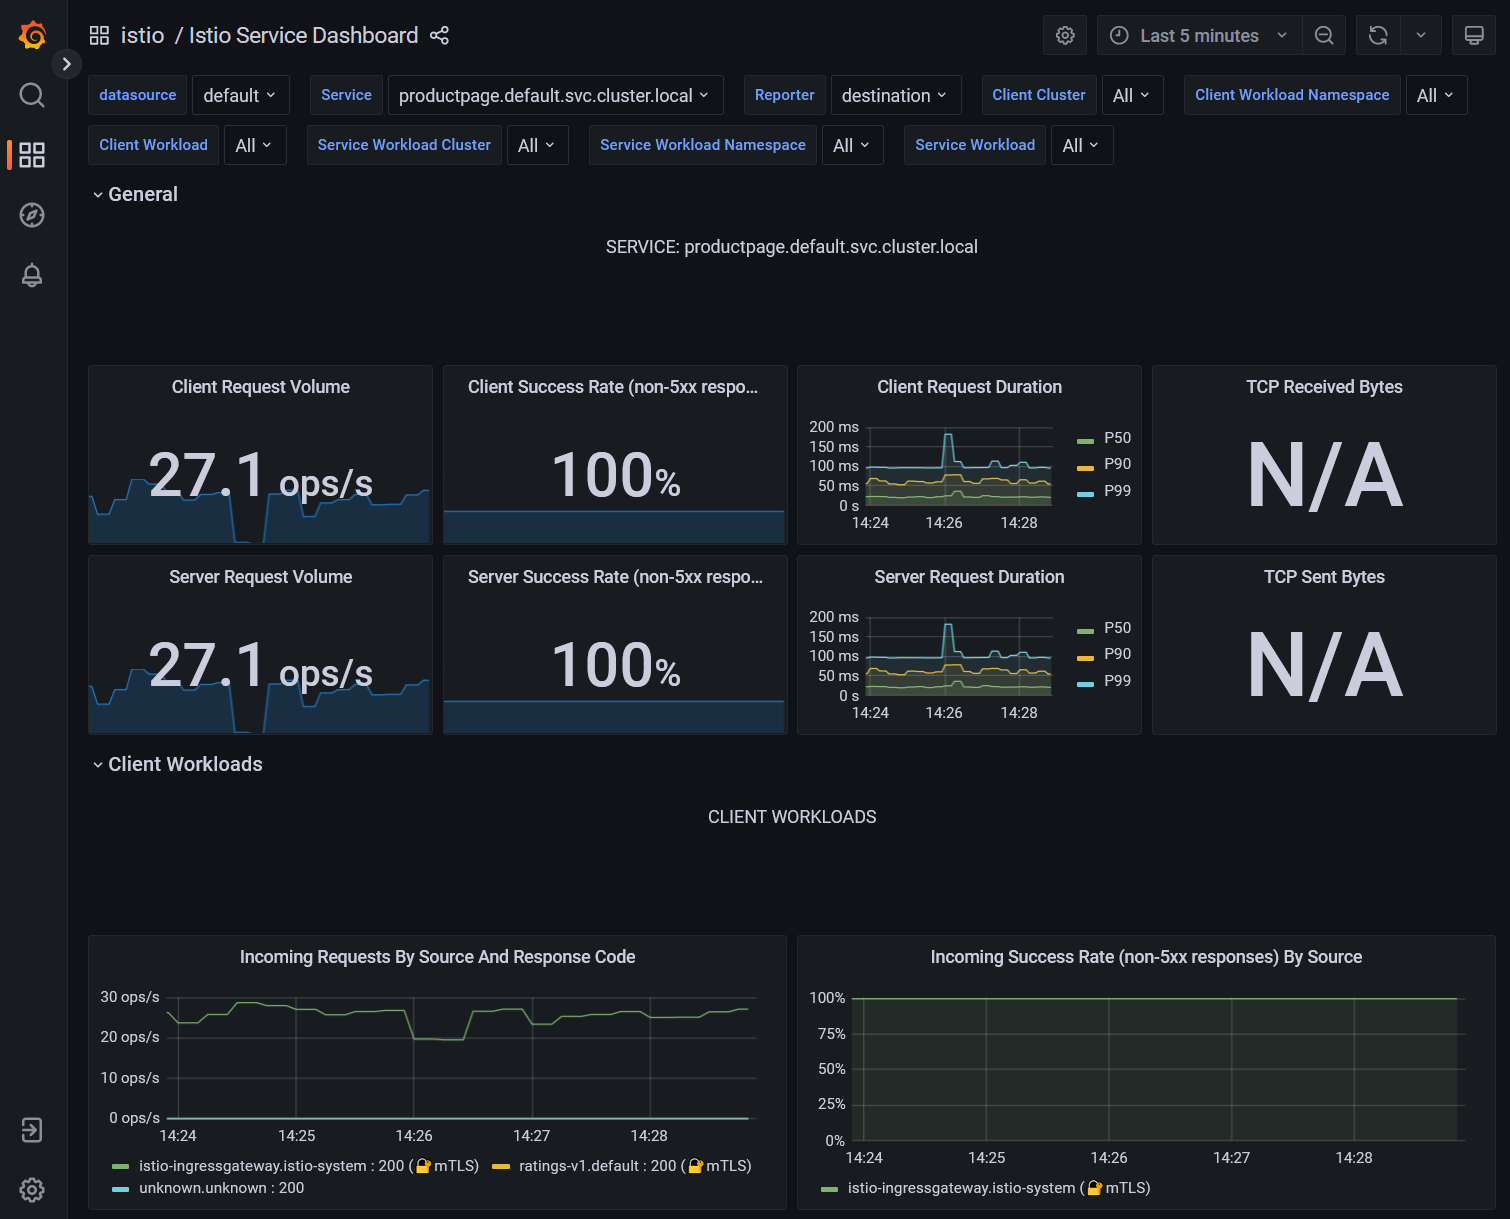 istio / Istio Service Dashboard
Last 5 minutes
datasource default Service productpage.default.svc.cluster.local Reporter destination Client Cluster All Client Workload Namespace All
Client Workload All Service Workload Cluster All Service Workload Namespace All Service Workload All
General
SERVICE: productpage.default.svc.cluster.local
Client Request Volume
27.1 ops/s
Client Success Rate (non-5xx respo...
100%
Client Request Duration
200 ms
150 ms
100 ms
50 ms
0 s
14:24 14:26 14:28
P50
P90
P99
TCP Received Bytes
N/A
Server Request Volume
27.1 ops/s
Server Success Rate (non-5xx respo...
100%
Server Request Duration
200 ms
150 ms
100 ms
50 ms
0 s
14:24 14:26 14:28
P50
P90
P99
TCP Sent Bytes
N/A
Client Workloads
CLIENT WORKLOADS
Incoming Requests By Source And Response Code
30 ops/s
20 ops/s
10 ops/s
0 ops/s
14:24 14:25 14:26 14:27 14:28
istio-ingressgateway.istio-system : 200 (🔐mTLS) ratings-v1.default : 200 (🔐mTLS)
unknown.unknown : 200
Incoming Success Rate (non-5xx responses) By Source
100%
75%
50%
25%
0%
14:24 14:25 14:26 14:27 14:28
istio-ingressgateway.istio-system (🔐mTLS)